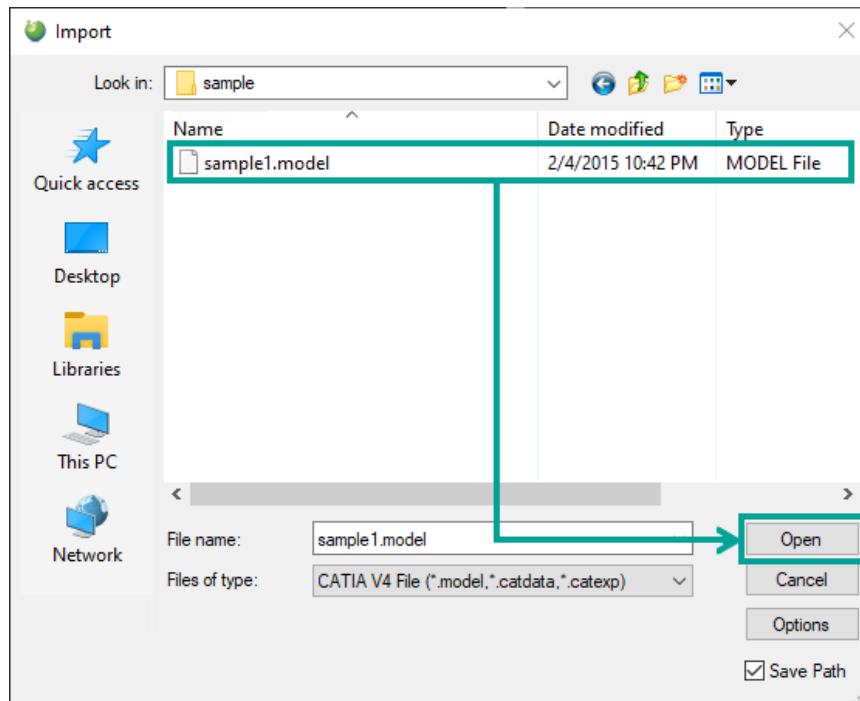 Import
Look in: sample
Name Date modified Type
sample1.model 2/4/2015 10:42 PM MODEL File
Quick access
Desktop
Libraries
This PC
Network
File name: sample1.model Open
Files of type: CATIA V4 File (*.model,*.catdata,*.catexp) Cancel
Options
Save Path